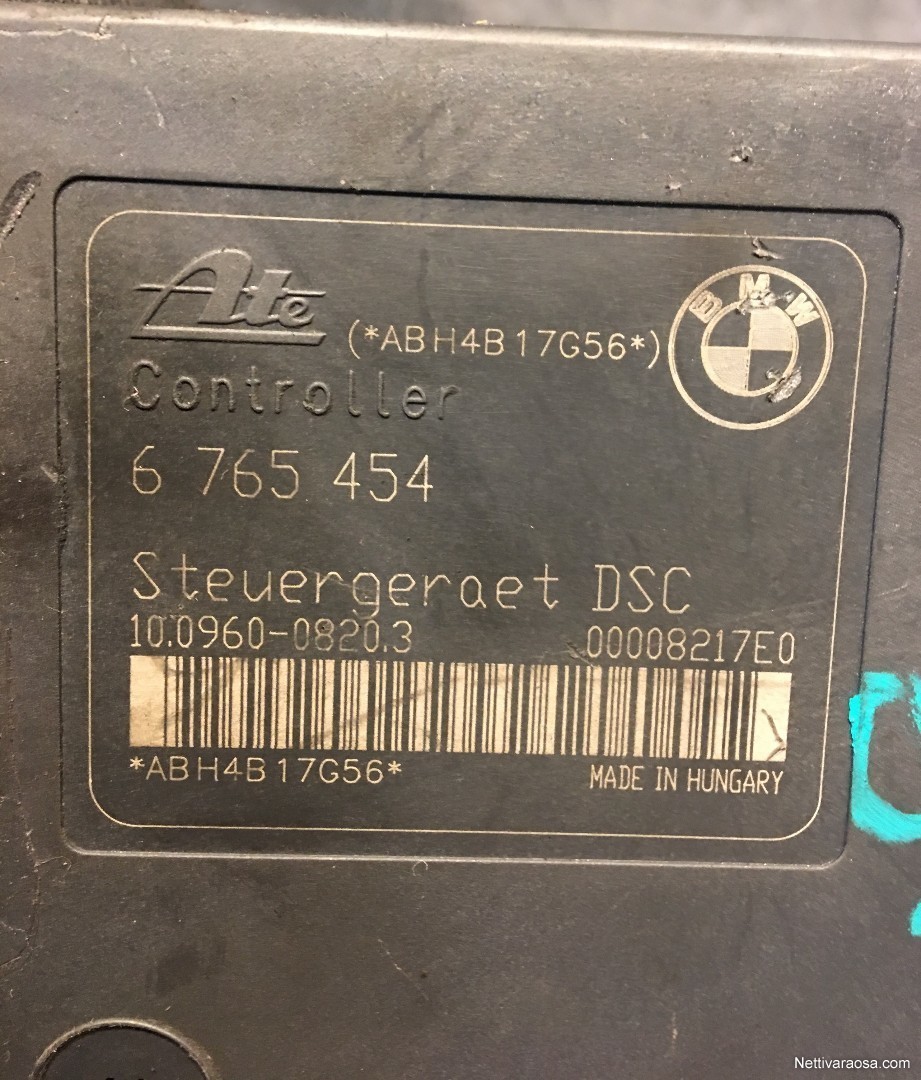 Ate
(*ABH4B17G56*)
BMW
Controller
6 765 454
Steuergeraet DSC
10.0960-0820.3 00008217E0
*ABH4B17G56*
MADE IN HUNGARY
Nettivaraosa.com